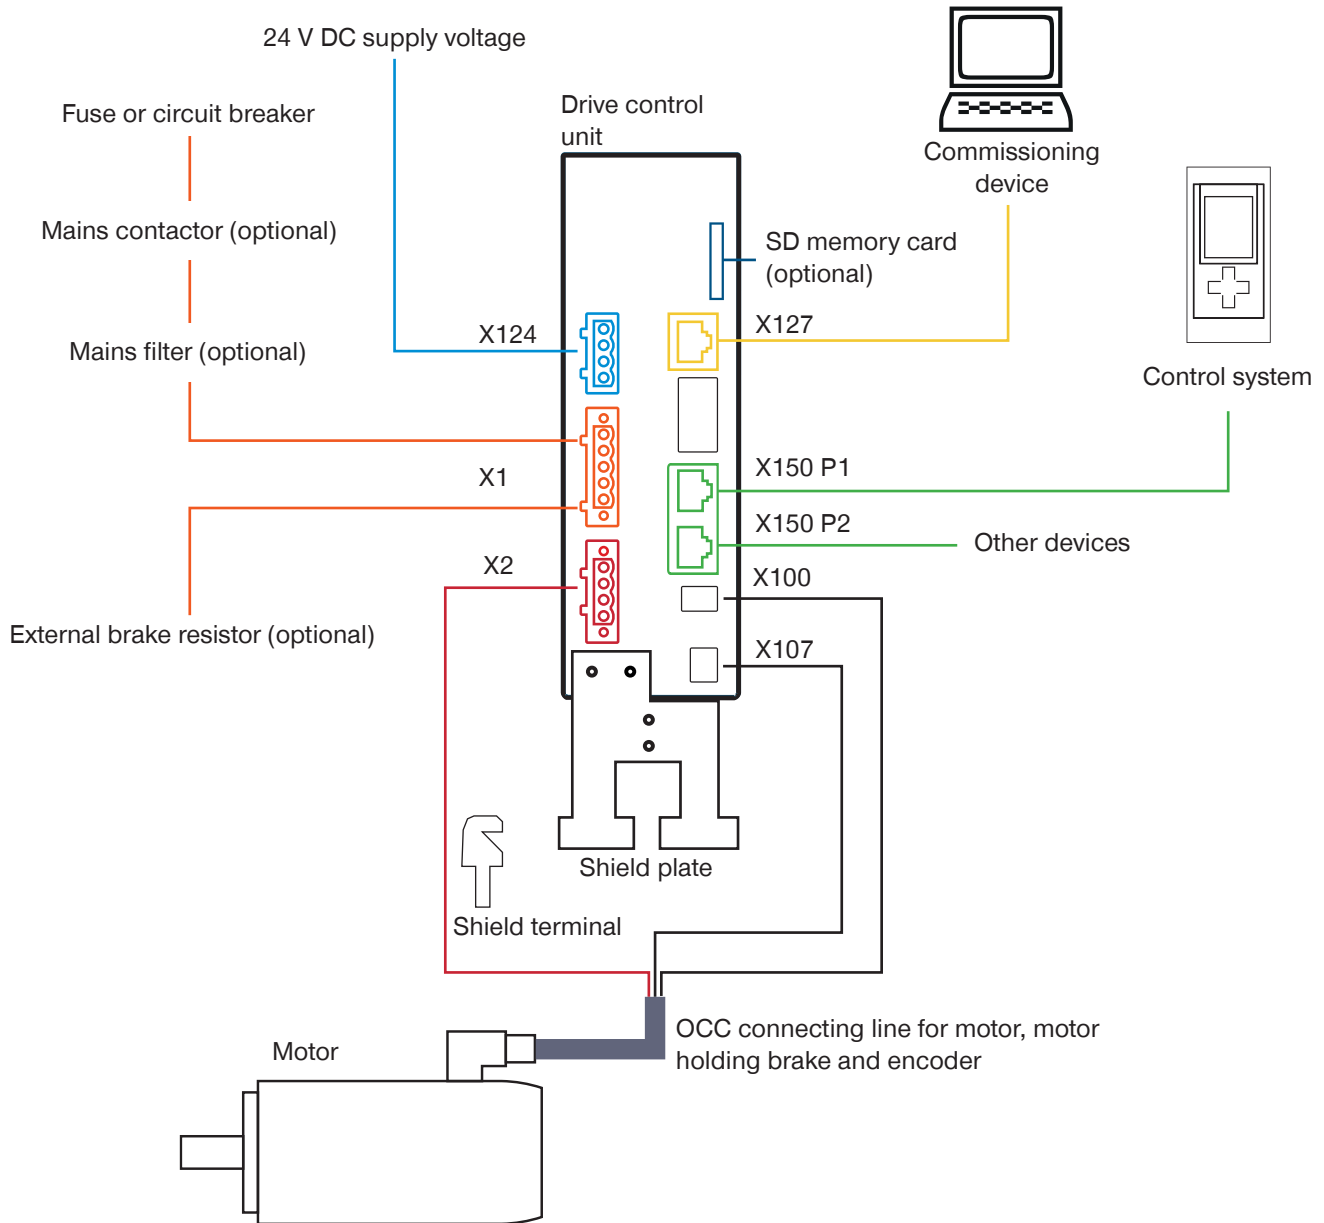 24 V DC supply voltage
Fuse or circuit breaker
Drive control
unit
Commissioning
device
Mains contactor (optional)
SD memory card
(optional)
X124
X127
Mains filter (optional)
Control system
X1
X150 P1
X150 P2
Other devices
X2
X100
External brake resistor (optional)
X107
Shield plate
Shield terminal
OCC connecting line for motor, motor
holding brake and encoder
Motor